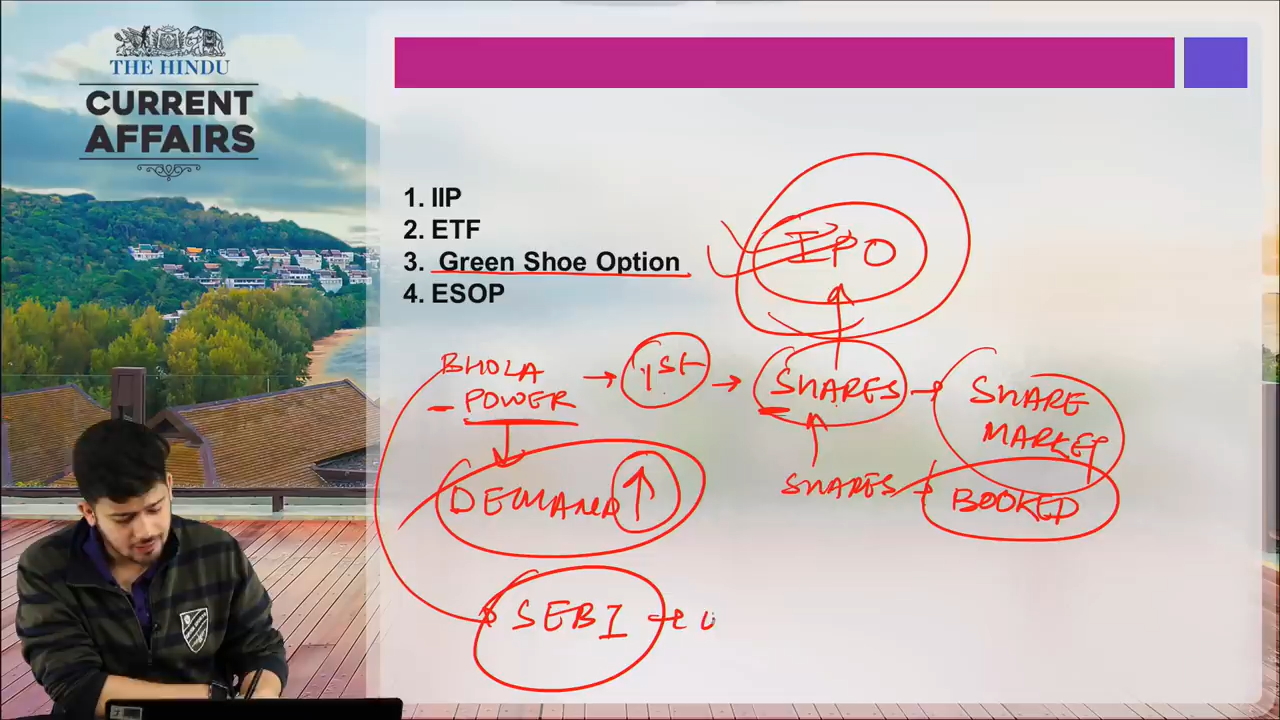 THE HINDU
CURRENT
AFFAIRS
1. IIP
2. ETF
3. Green Shoe Option
4. ESOP
IPO
BHOLA
POWER
1st
SHARES
SHARE
MARKET
DEMAND
SHARES
BOOKED
SEBI